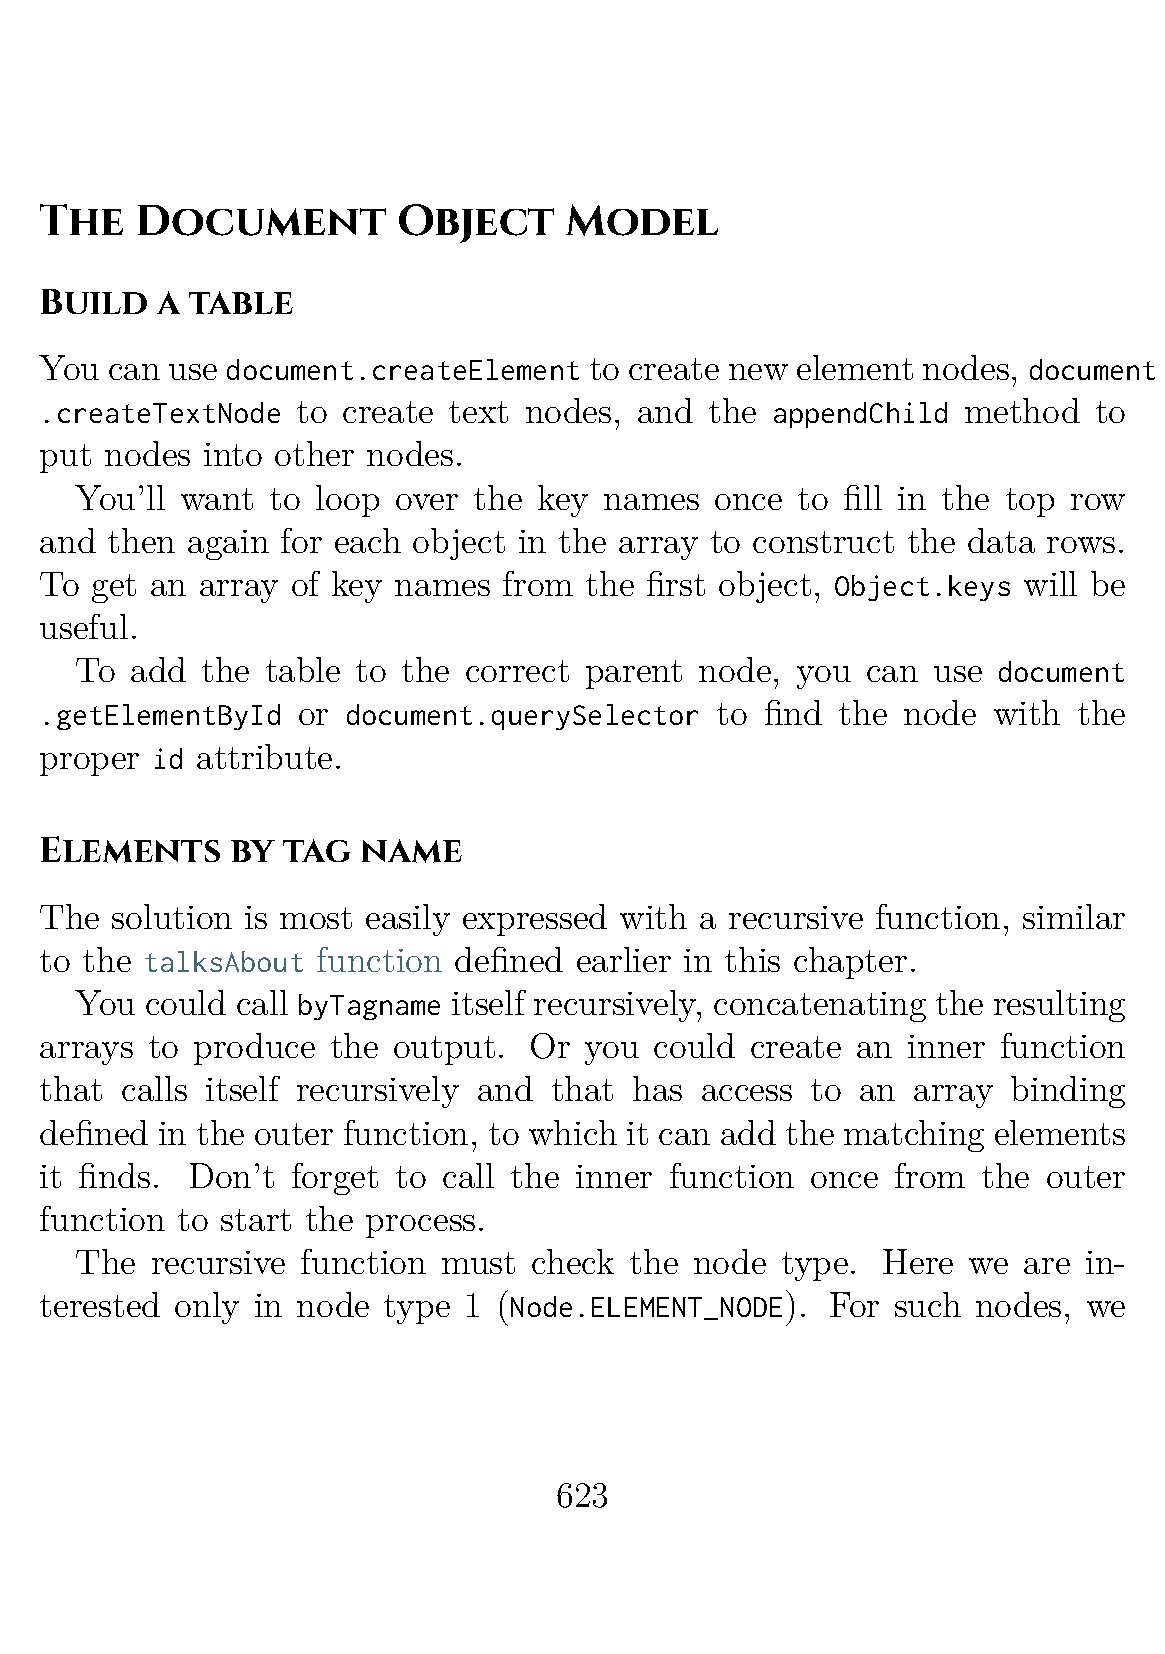 The Document Object Model
Build a table
You can use document.createElement to create new element nodes, document
.createTextNode to create text nodes, and the appendChild method to
put nodes into other nodes.
You'll want to loop over the key names once to fill in the top row
and then again for each object in the array to construct the data rows.
To get an array of key names from the first object, Object.keys will be
useful.
To add the table to the correct parent node, you can use document
.getElementById or document.querySelector to find the node with the
proper id attribute.
Elements by tag name
The solution is most easily expressed with a recursive function, similar
to the talksAbout function defined earlier in this chapter.
You could call byTagname itself recursively, concatenating the resulting
arrays to produce the output. Or you could create an inner function
that calls itself recursively and that has access to an array binding
defined in the outer function, to which it can add the matching elements
it finds. Don't forget to call the inner function once from the outer
function to start the process.
The recursive function must check the node type. Here we are in-
terested only in node type 1 (Node.ELEMENT_NODE). For such nodes, we
623